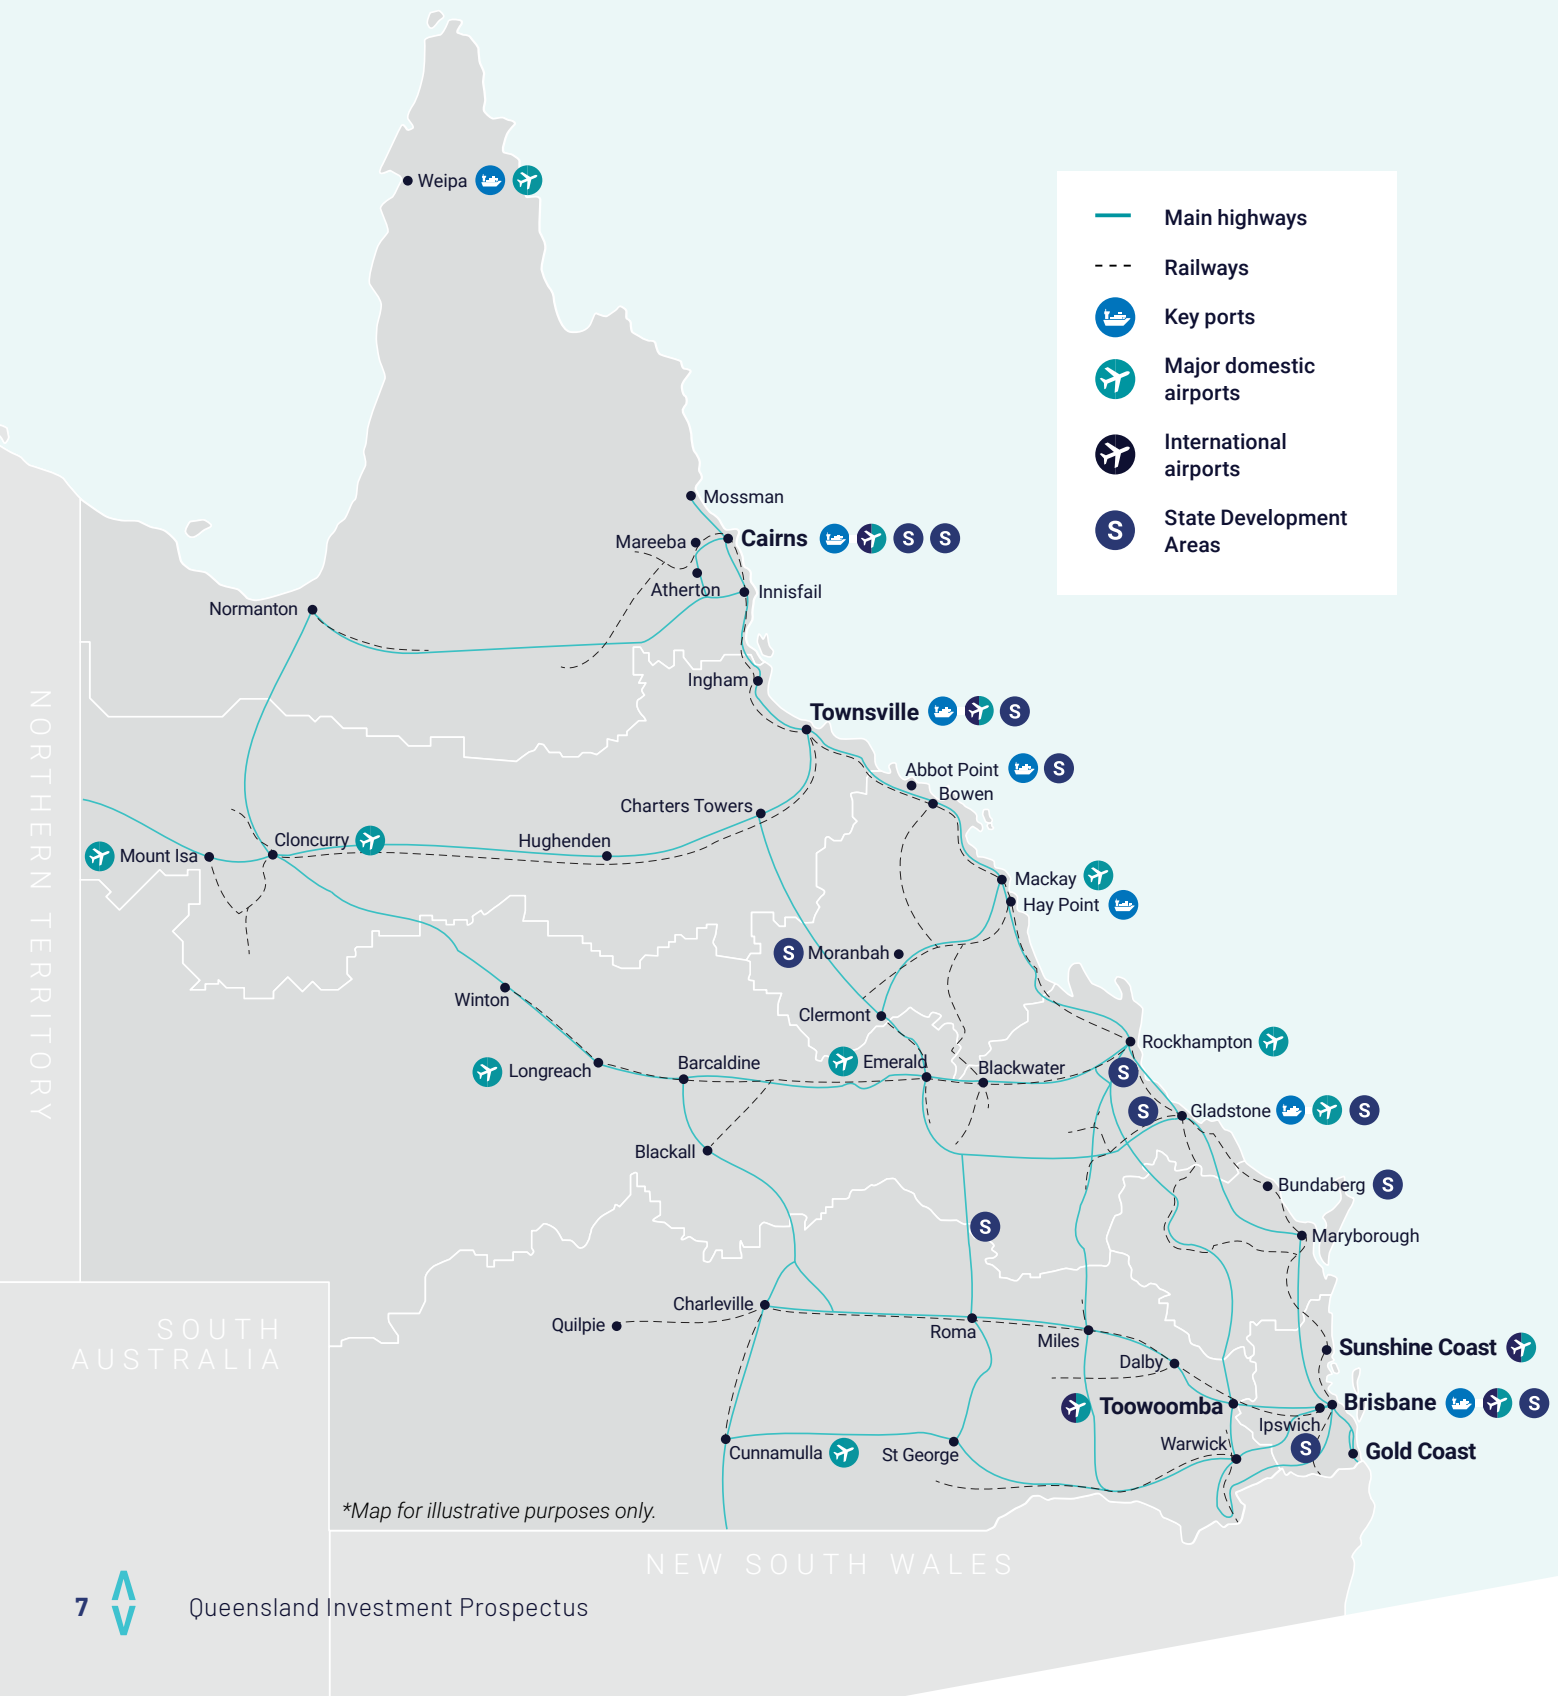 Weipa
Main highways
Railways
Key ports
Major domestic
airports
International
airports
S
State Development
Areas
Mossman
Mareeba
Cairns
S
S
Atherton
Innisfail
Normanton
Ingham
Townsville
S
Abbot Point
S
Bowen
Charters Towers
Cloncurry
Hughenden
Mount Isa
Mackay
Hay Point
S
Moranbah
Winton
Clermont
Rockhampton
Longreach
Barcaldine
Emerald
Blackwater
S
S
Gladstone
S
Blackall
Bundaberg
S
S
Maryborough
Charleville
Quilpie
Roma
Miles
Dalby
Sunshine Coast
Toowoomba
Brisbane
S
Ipswich
Warwick
S
Gold Coast
Cunnamulla
St George
NORTHERN TERRITORY
SOUTH
AUSTRALIA
*Map for illustrative purposes only.
NEW SOUTH WALES
7
Queensland Investment Prospectus